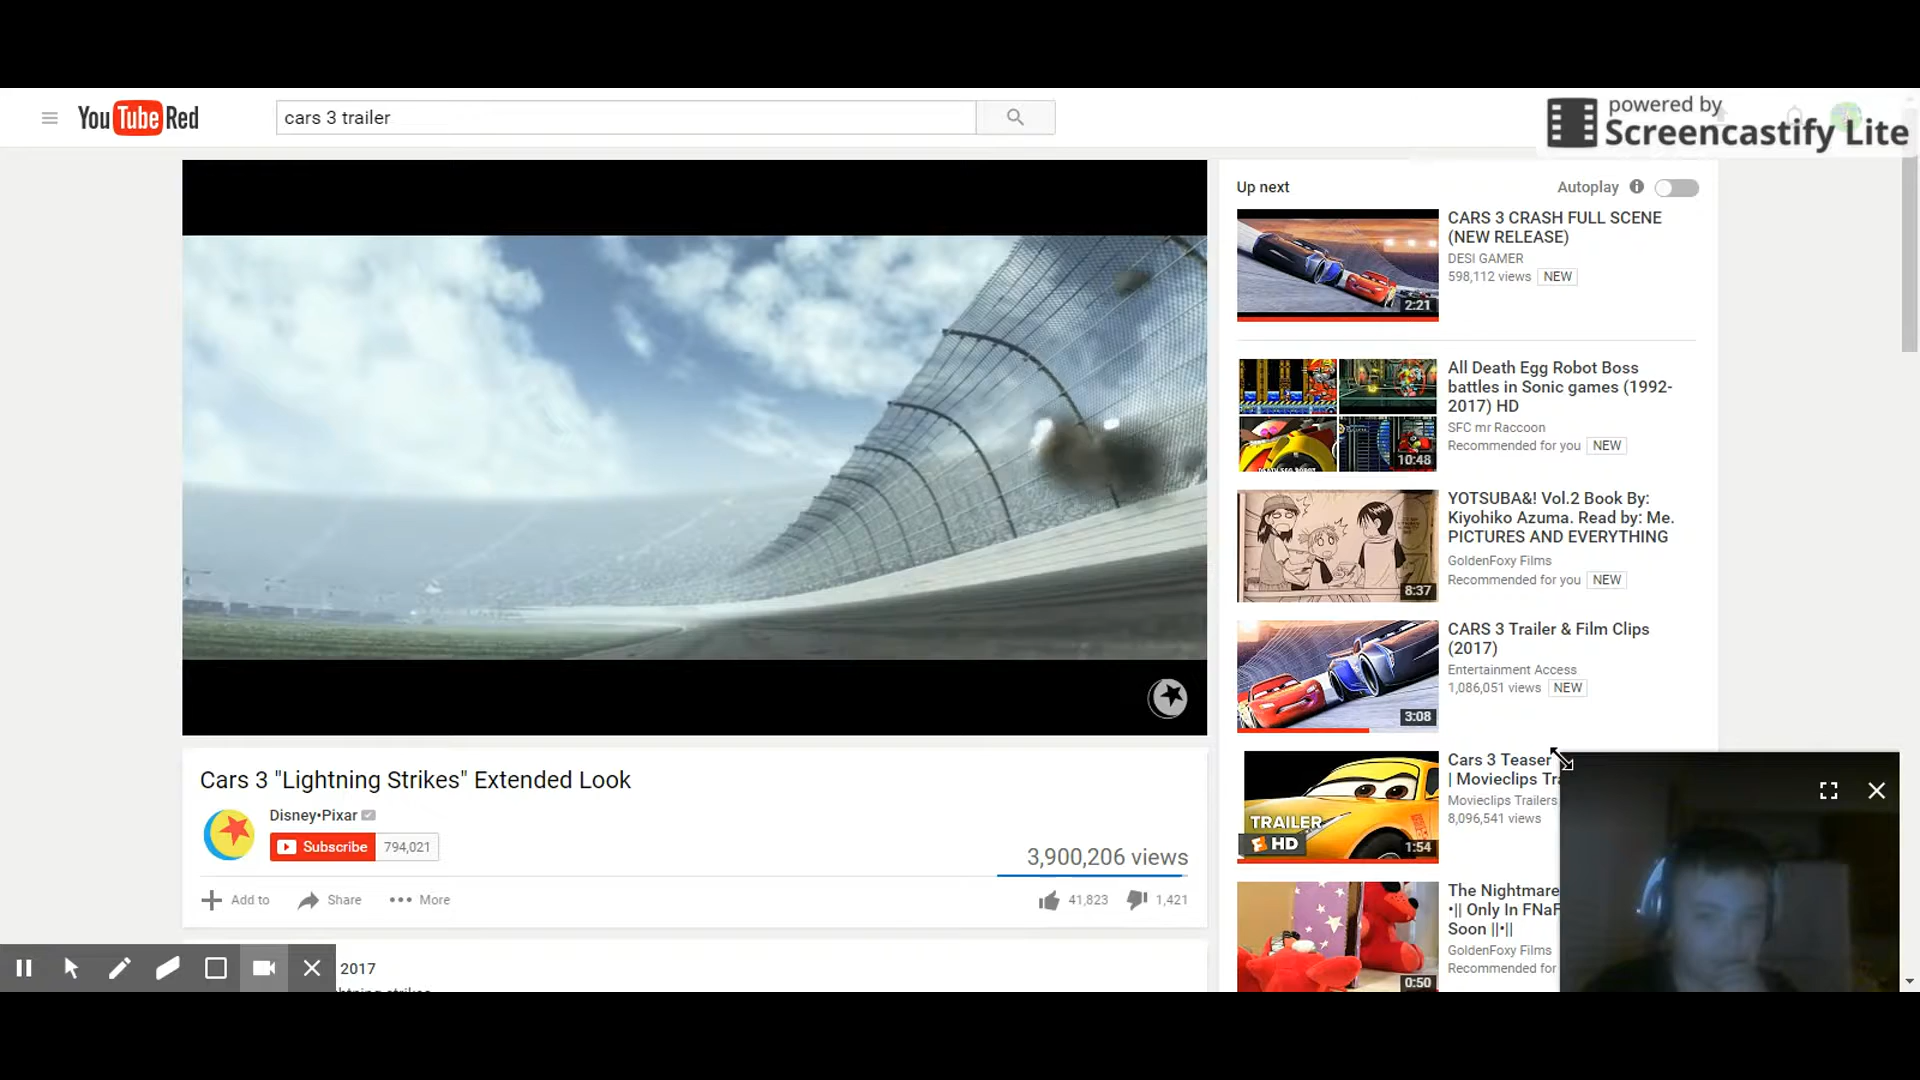 YouTube Red
cars 3 trailer
powered by
Screencastify Lite
Up next
Autoplay
CARS 3 CRASH FULL SCENE
(NEW RELEASE)
DESI GAMER
598,112 views NEW
2:21
All Death Egg Robot Boss
battles in Sonic games (1992-
2017) HD
SFC mr Raccoon
Recommended for you NEW
10:48
YOTSUBA&! Vol.2 Book By:
Kiyohiko Azuma. Read by: Me.
PICTURES AND EVERYTHING
GoldenFoxy Films
Recommended for you NEW
8:37
CARS 3 Trailer & Film Clips
(2017)
Entertainment Access
1,086,051 views NEW
3:08
Cars 3 Teaser
| Movieclips Tra
Movieclips Trailers
8,096,541 views
TRAILER
HD
1:54
The Nightmare
•|| Only In FNaF
Soon ||•||
GoldenFoxy Films
Recommended for
0:50
Cars 3 "Lightning Strikes" Extended Look
Disney•Pixar
Subscribe 794,021
3,900,206 views
Add to Share More
41,823 1,421
2017